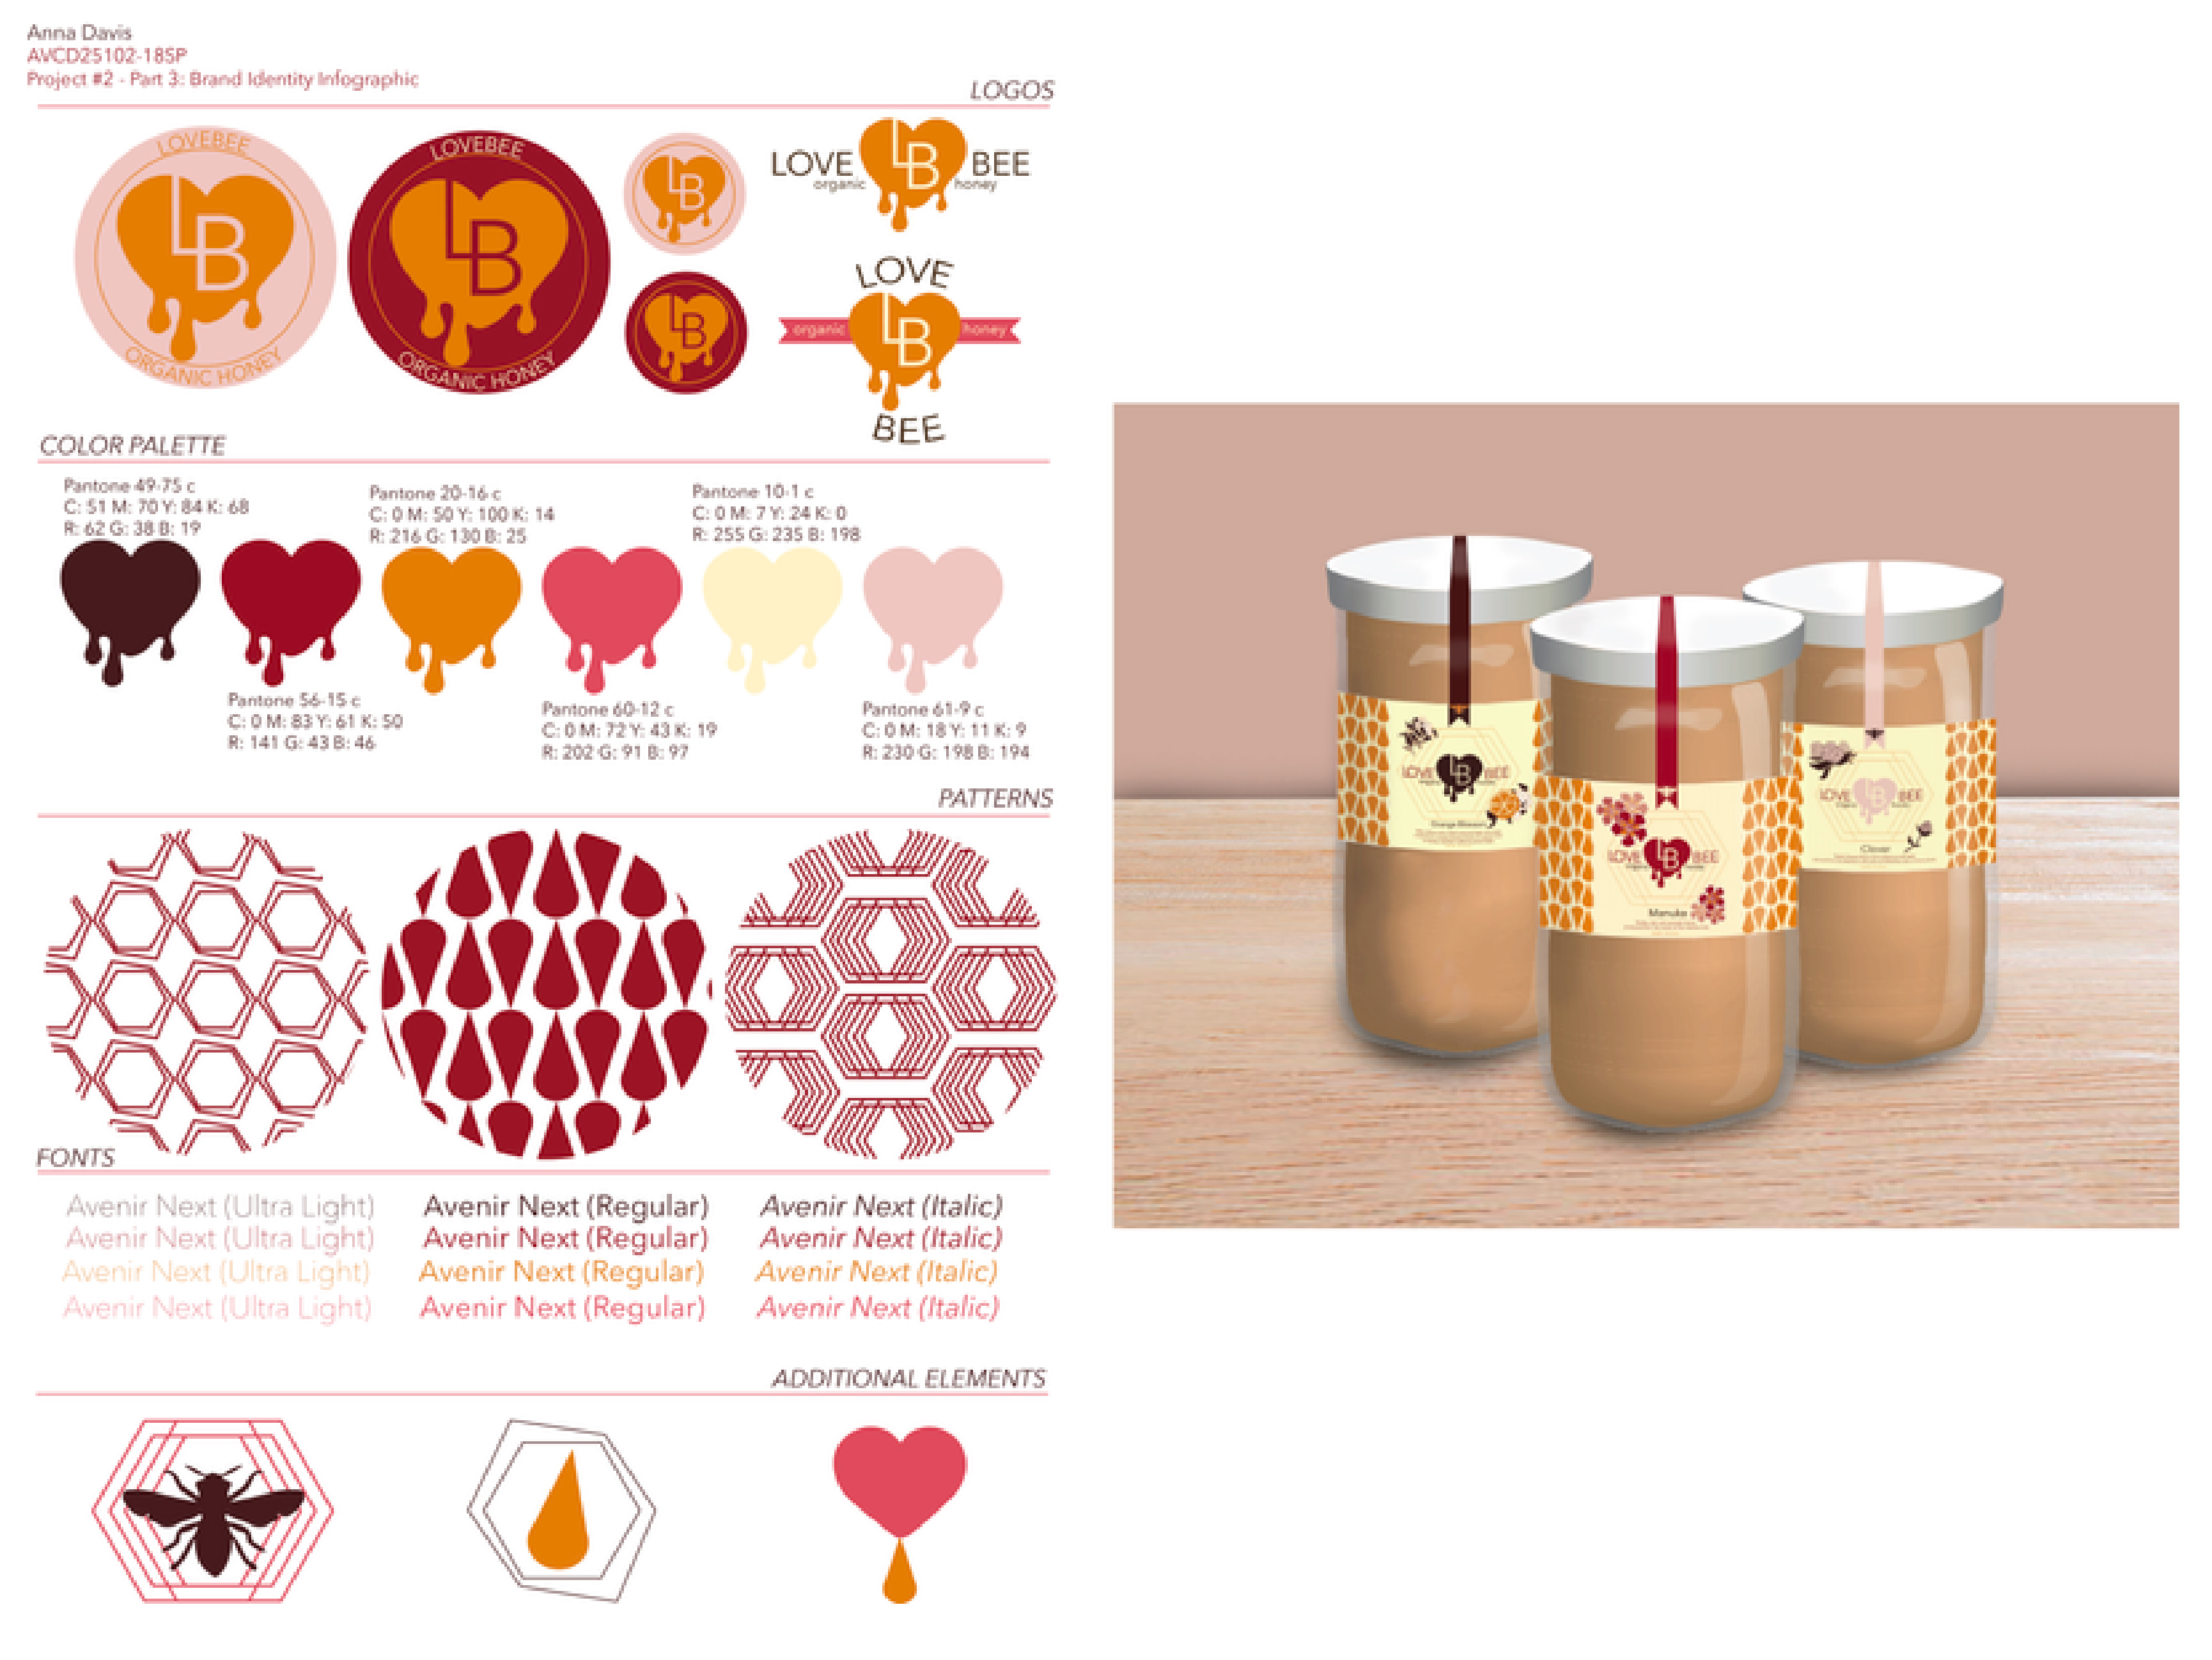 Anna Davis
AVCD25102-18SP
Project #2 - Part 3: Brand Identity Infographic
LOGOS
LOVEBEE
LB
ORGANIC HONEY
LOVEBEE
LB
ORGANIC HONEY
LB
LB
LOVE LB BEE
organic honey
LOVE
organic LB honey
BEE
COLOR PALETTE
Pantone 49-75 c
C: 51 M: 70 Y: 84 K: 68
R: 62 G: 38 B: 19
Pantone 20-16 c
C: 0 M: 50 Y: 100 K: 14
R: 216 G: 130 B: 25
Pantone 10-1 c
C: 0 M: 7 Y: 24 K: 0
R: 255 G: 235 B: 198
Pantone 56-15 c
C: 0 M: 83 Y: 61 K: 50
R: 141 G: 43 B: 46
Pantone 60-12 c
C: 0 M: 72 Y: 43 K: 19
R: 202 G: 91 B: 97
Pantone 61-9 c
C: 0 M: 18 Y: 11 K: 9
R: 230 G: 198 B: 194
PATTERNS
FONTS
Avenir Next (Ultra Light) Avenir Next (Regular) Avenir Next (Italic)
Avenir Next (Ultra Light) Avenir Next (Regular) Avenir Next (Italic)
Avenir Next (Ultra Light) Avenir Next (Regular) Avenir Next (Italic)
Avenir Next (Ultra Light) Avenir Next (Regular) Avenir Next (Italic)
ADDITIONAL ELEMENTS
LOVE LB BEE
Orange Blossom
LOVE LB BEE
Manuka
LOVE LB BEE
Clover